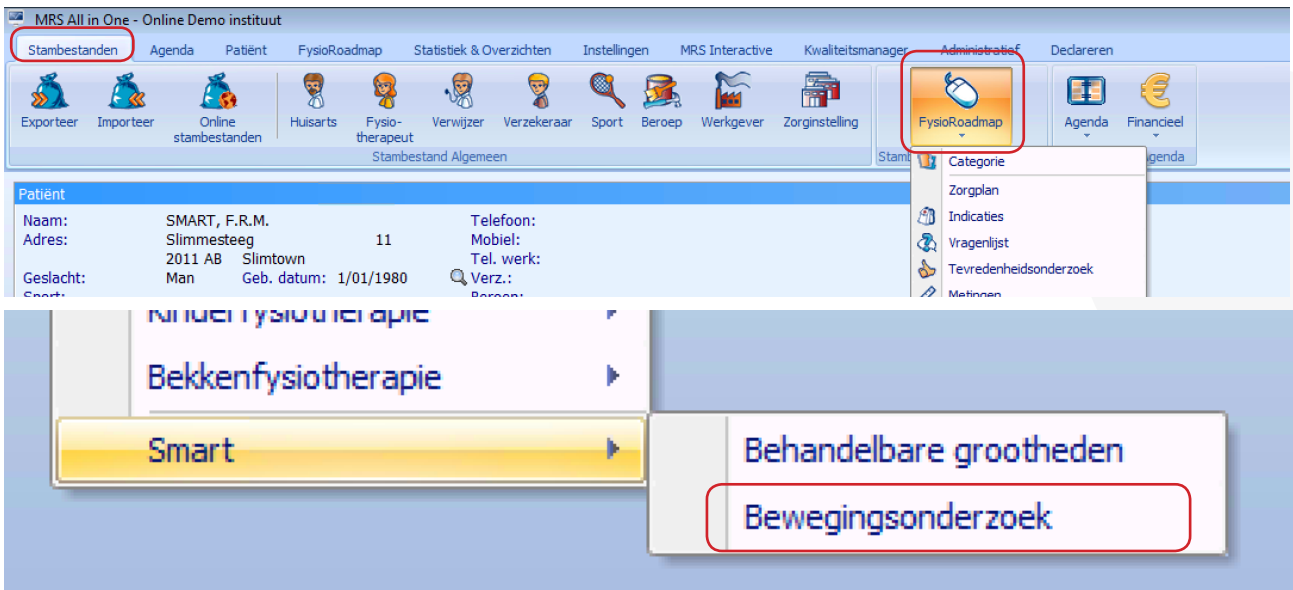 MRS All in One - Online Demo instituut
Stambestanden Agenda Patiënt FysioRoadmap Statistiek & Overzichten Instellingen MRS Interactive Kwaliteitsmanager Administratief Declareren
Exporteer Importeer Online stambestanden Huisarts Fysio-therapeut Verwijzer Verzekeraar Sport Beroep Werkgever Zorginstelling FysioRoadmap Agenda Financieel
Stambestand Algemeen
Categorie
Zorgplan
Indicaties
Vragenlijst
Tevredenheidsonderzoek
Metingen
Patiënt
Naam: SMART, F.R.M. Telefoon:
Adres: Slimmesteeg 11 Mobiel:
2011 AB Slimtown Tel. werk:
Geslacht: Man Geb. datum: 1/01/1980 Verz.:
Sport: Beroep:
Kinderfysiotherapie
Bekkenfysiotherapie
Smart
Behandelbare grootheden
Bewegingsonderzoek